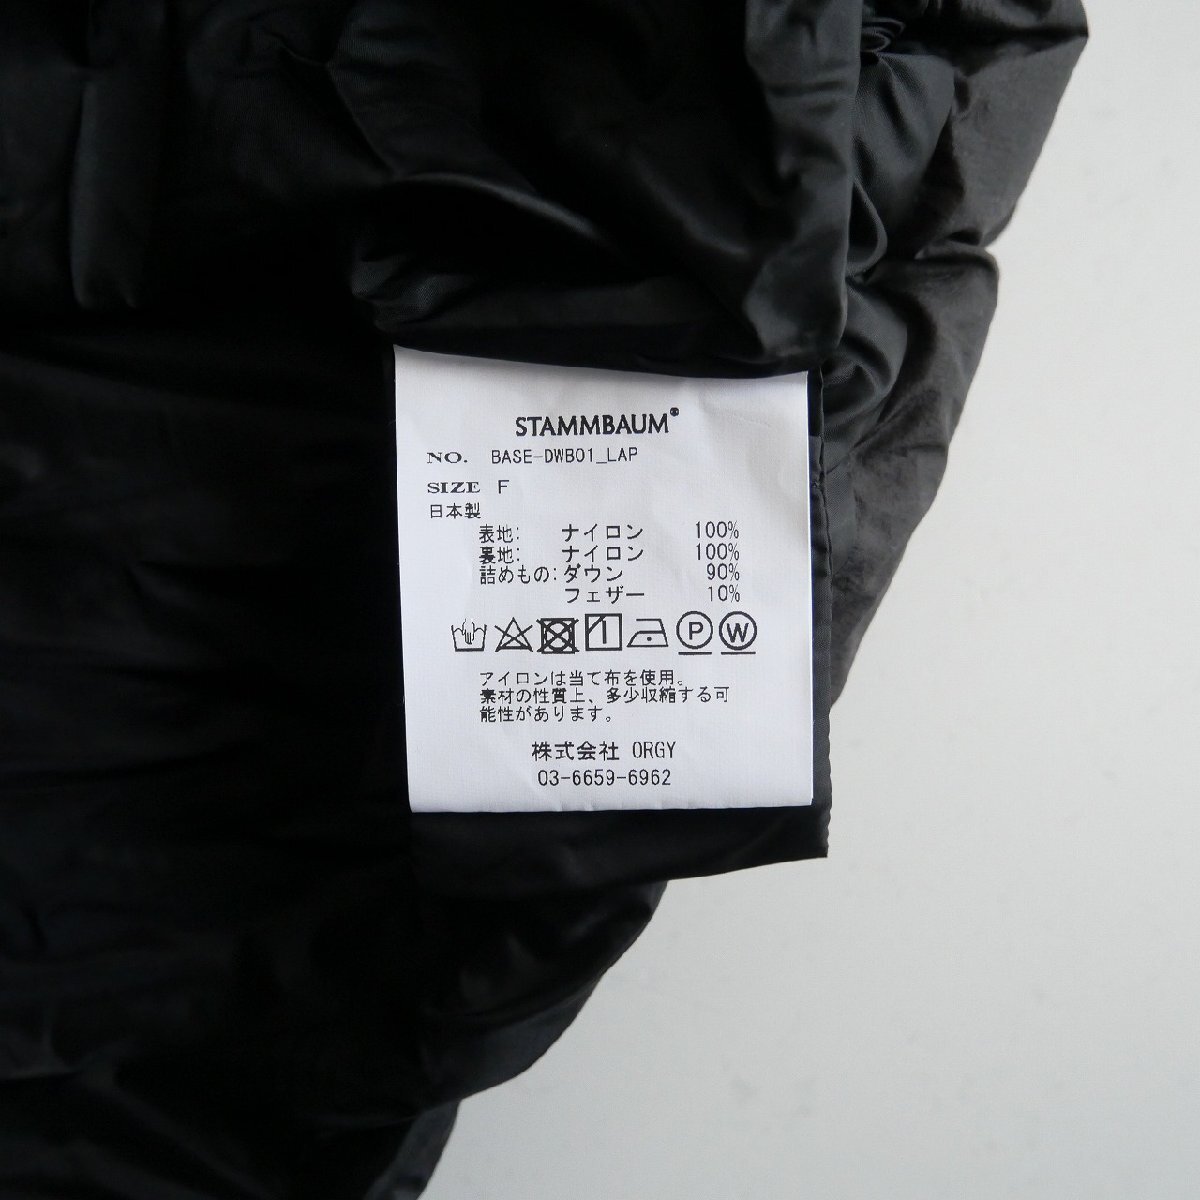 STAMMBAUM®
NO. BASE-DWB01_LAP
SIZE F
日本製
表地: ナイロン 100%
裏地: ナイロン 100%
詰めもの: ダウン 90%
フェザー 10%
P W
アイロンは当て布を使用。
素材の性質上、多少収縮する可
能性があります。
株式会社 ORGY
03-6659-6962